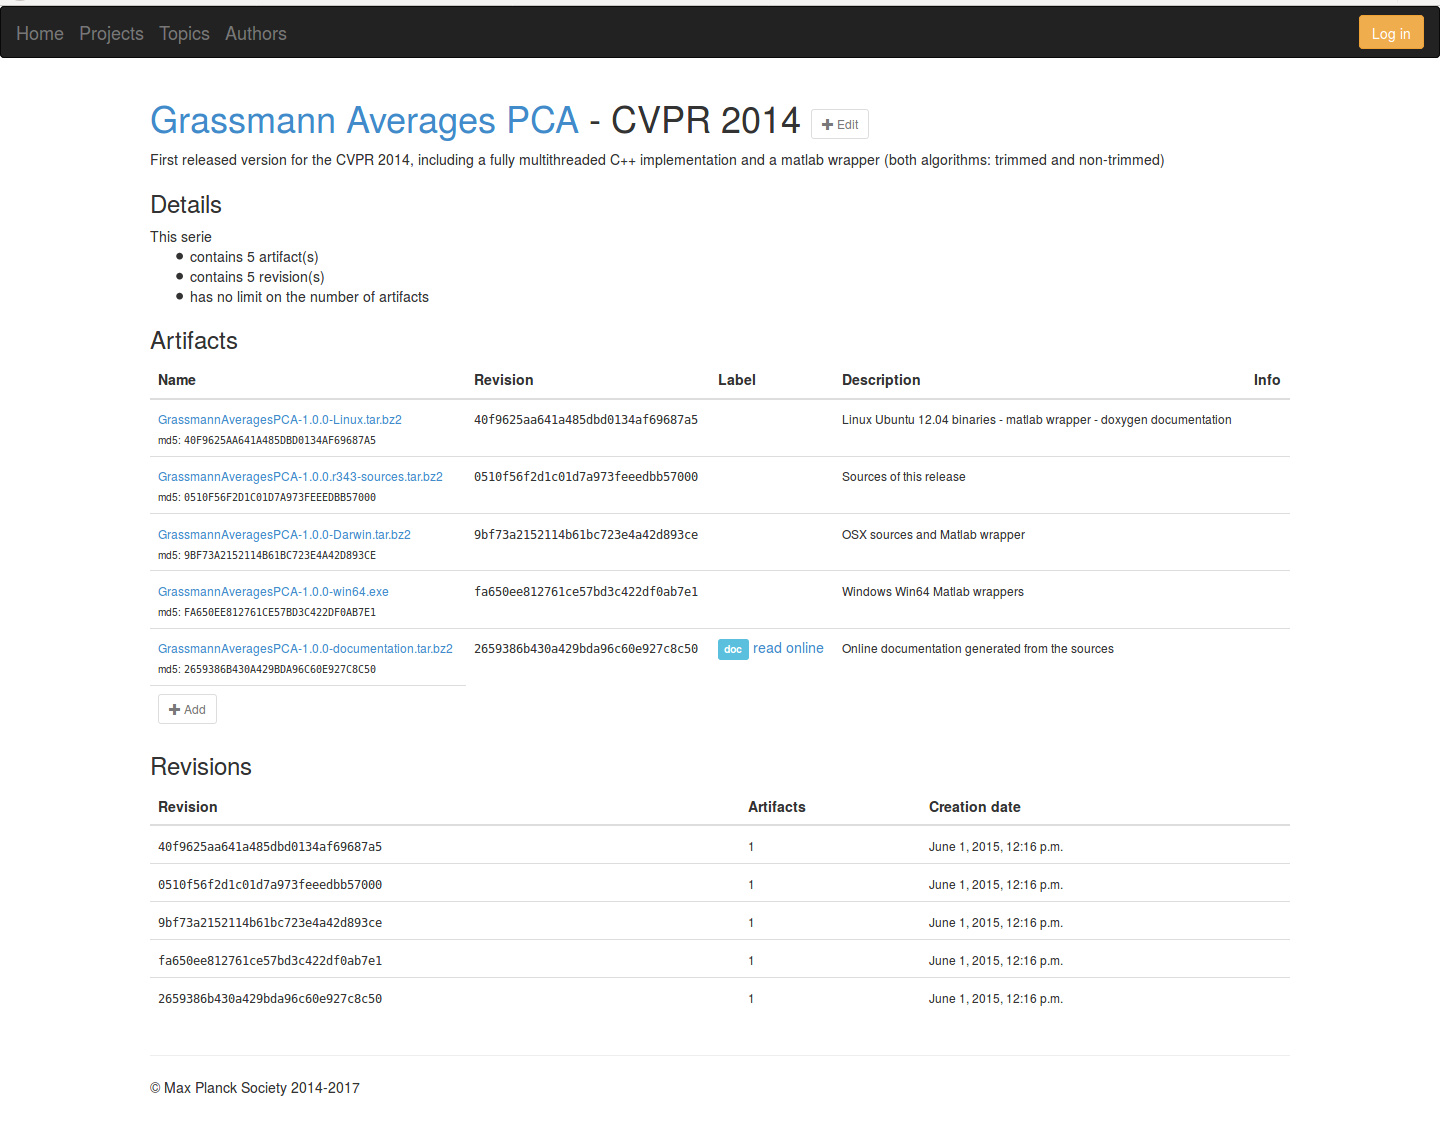 Home Projects Topics Authors Log in
Grassmann Averages PCA - CVPR 2014 Edit
First released version for the CVPR 2014, including a fully multithreaded C++ implementation and a matlab wrapper (both algorithms: trimmed and non-trimmed)
Details
This serie
contains 5 artifact(s)
contains 5 revision(s)
has no limit on the number of artifacts
Artifacts
Name Revision Label Description Info
GrassmannAveragesPCA-1.0.0-Linux.tar.bz2 40f9625aa641a485dbd0134af69687a5 Linux Ubuntu 12.04 binaries - matlab wrapper - doxygen documentation
md5: 40F9625AA641A485DBD0134AF69687A5
GrassmannAveragesPCA-1.0.0.r343-sources.tar.bz2 0510f56f2d1c01d7a973feeedbb57000 Sources of this release
md5: 0510F56F2D1C01D7A973FEEEDBB57000
GrassmannAveragesPCA-1.0.0-Darwin.tar.bz2 9bf73a2152114b61bc723e4a42d893ce OSX sources and Matlab wrapper
md5: 9BF73A2152114B61BC723E4A42D893CE
GrassmannAveragesPCA-1.0.0-win64.exe fa650ee812761ce57bd3c422df0ab7e1 Windows Win64 Matlab wrappers
md5: FA650EE812761CE57BD3C422DF0AB7E1
GrassmannAveragesPCA-1.0.0-documentation.tar.bz2 2659386b430a429bda96c60e927c8c50 doc read online Online documentation generated from the sources
md5: 2659386B430A429BDA96C60E927C8C50
Add
Revisions
Revision Artifacts Creation date
40f9625aa641a485dbd0134af69687a5 1 June 1, 2015, 12:16 p.m.
0510f56f2d1c01d7a973feeedbb57000 1 June 1, 2015, 12:16 p.m.
9bf73a2152114b61bc723e4a42d893ce 1 June 1, 2015, 12:16 p.m.
fa650ee812761ce57bd3c422df0ab7e1 1 June 1, 2015, 12:16 p.m.
2659386b430a429bda96c60e927c8c50 1 June 1, 2015, 12:16 p.m.
© Max Planck Society 2014-2017